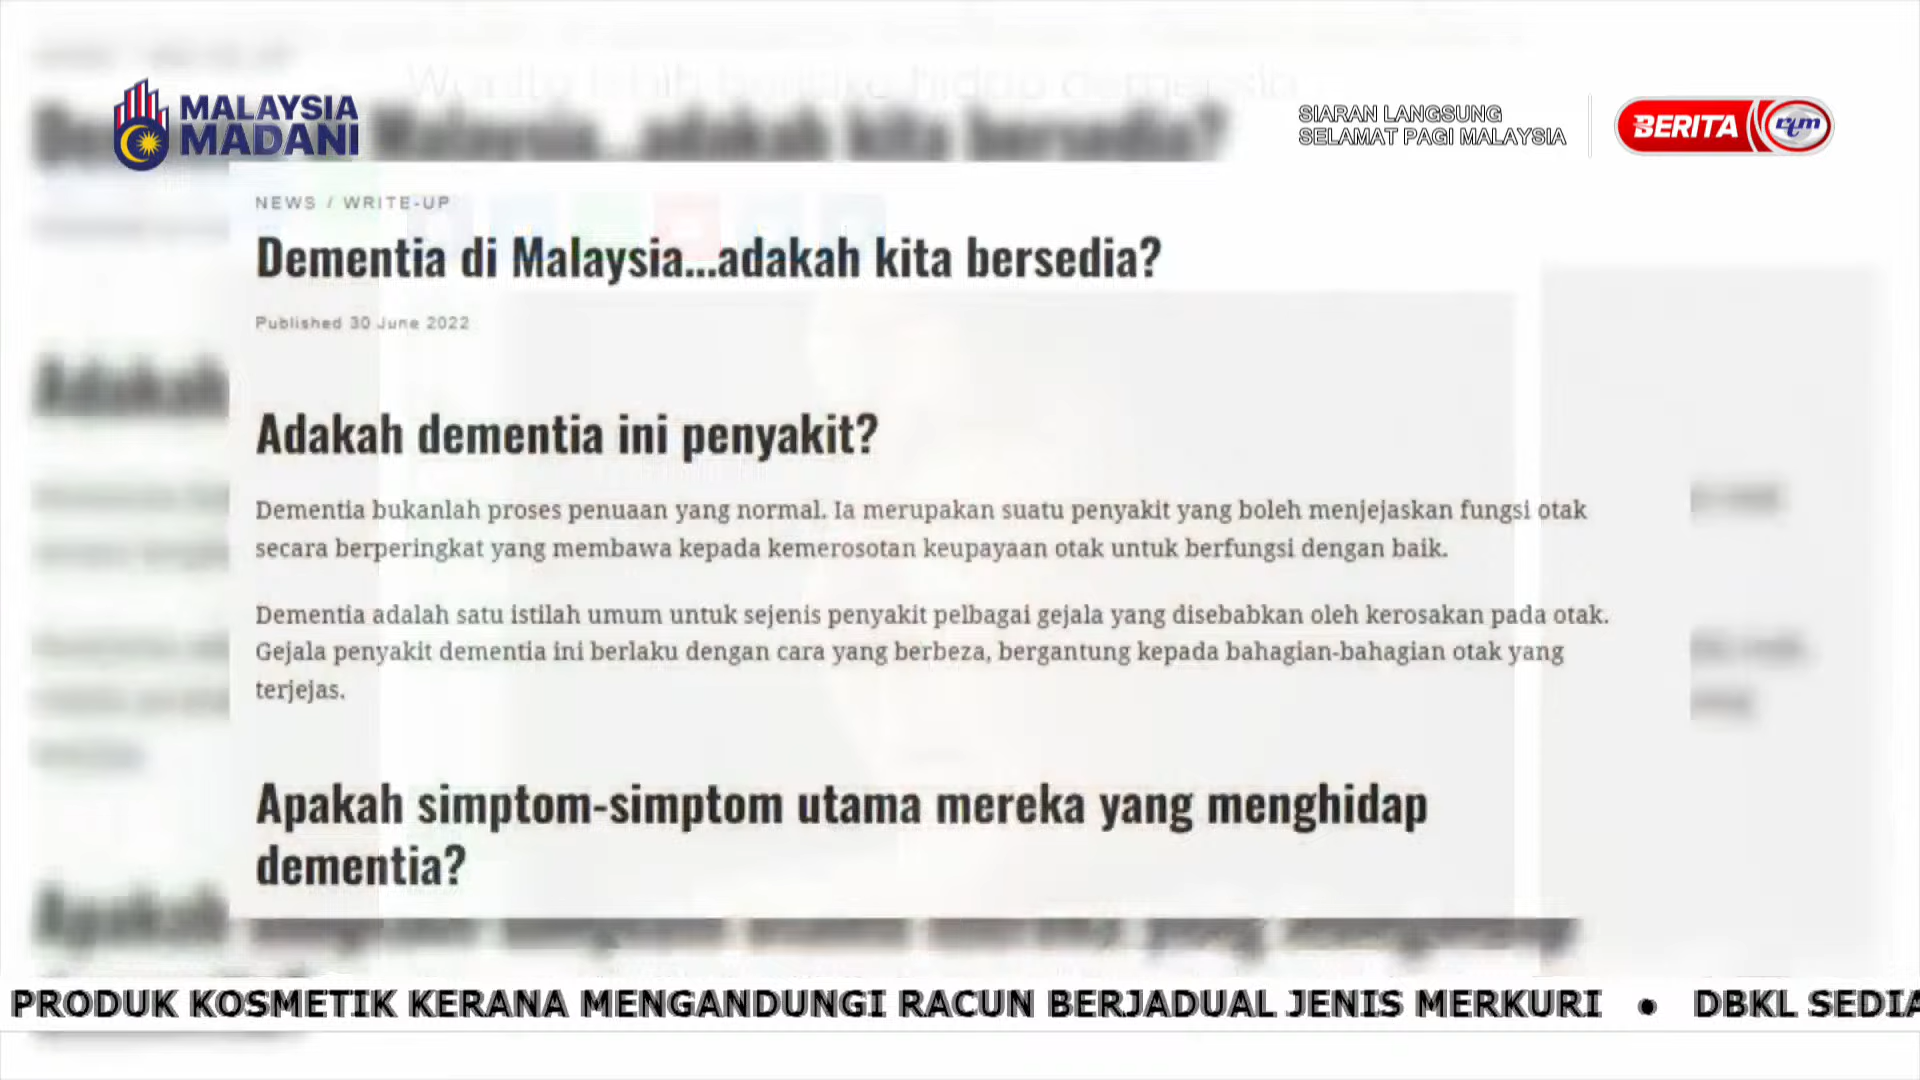 MALAYSIA
MADANI
SIARAN LANGSUNG
SELAMAT PAGI MALAYSIA
BERITA rtm
NEWS / WRITE-UP
Dementia di Malaysia...adakah kita bersedia?
Published 30 June 2022
Adakah dementia ini penyakit?
Dementia bukanlah proses penuaan yang normal. Ia merupakan suatu penyakit yang boleh menjejaskan fungsi otak
secara berperingkat yang membawa kepada kemerosotan keupayaan otak untuk berfungsi dengan baik.
Dementia adalah satu istilah umum untuk sejenis penyakit pelbagai gejala yang disebabkan oleh kerosakan pada otak.
Gejala penyakit dementia ini berlaku dengan cara yang berbeza, bergantung kepada bahagian-bahagian otak yang
terjejas.
Apakah simptom-simptom utama mereka yang menghidap
dementia?
PRODUK KOSMETIK KERANA MENGANDUNGI RACUN BERJADUAL JENIS MERKURI • DBKL SEDIA